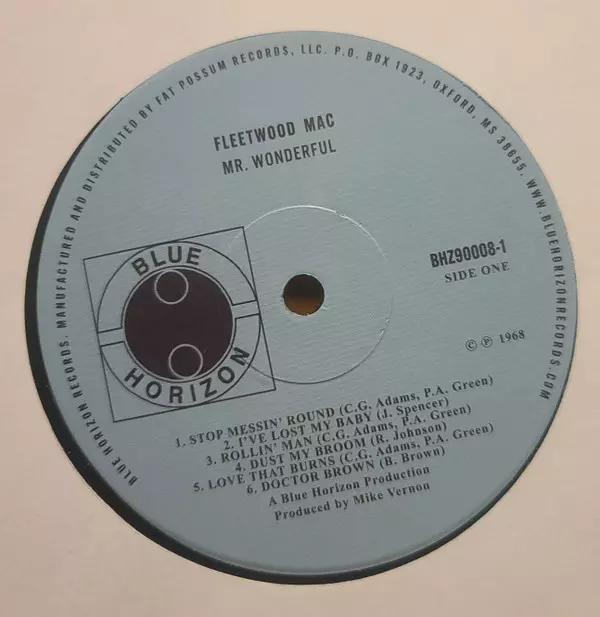 BLUE HORIZON RECORDS. MANUFACTURED AND DISTRIBUTED BY FAT POSSUM RECORDS, LLC. P.O. BOX 1923, OXFORD, MS 38655. WWW.BLUEHORIZONRECORDS.COM
FLEETWOOD MAC
MR. WONDERFUL
BLUE
HORIZON
BHZ90008-1
SIDE ONE
© ℗ 1968
1. STOP MESSIN' ROUND (C.G. Adams, P.A. Green)
2. I'VE LOST MY BABY (J. Spencer)
3. ROLLIN' MAN (C.G. Adams, P.A. Green)
4. DUST MY BROOM (R. Johnson)
5. LOVE THAT BURNS (C.G. Adams, P.A. Green)
6. DOCTOR BROWN (B. Brown)
A Blue Horizon Production
Produced by Mike Vernon